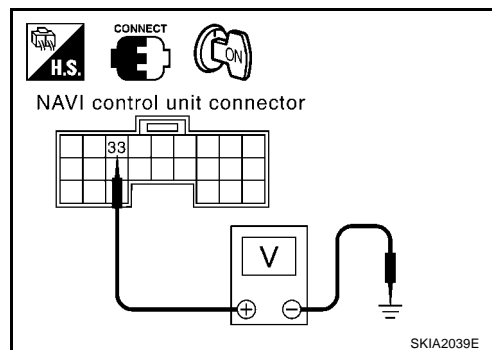 CONNECT
H.S.
ON
NAVI control unit connector
33
V
+ −
SKIA2039E